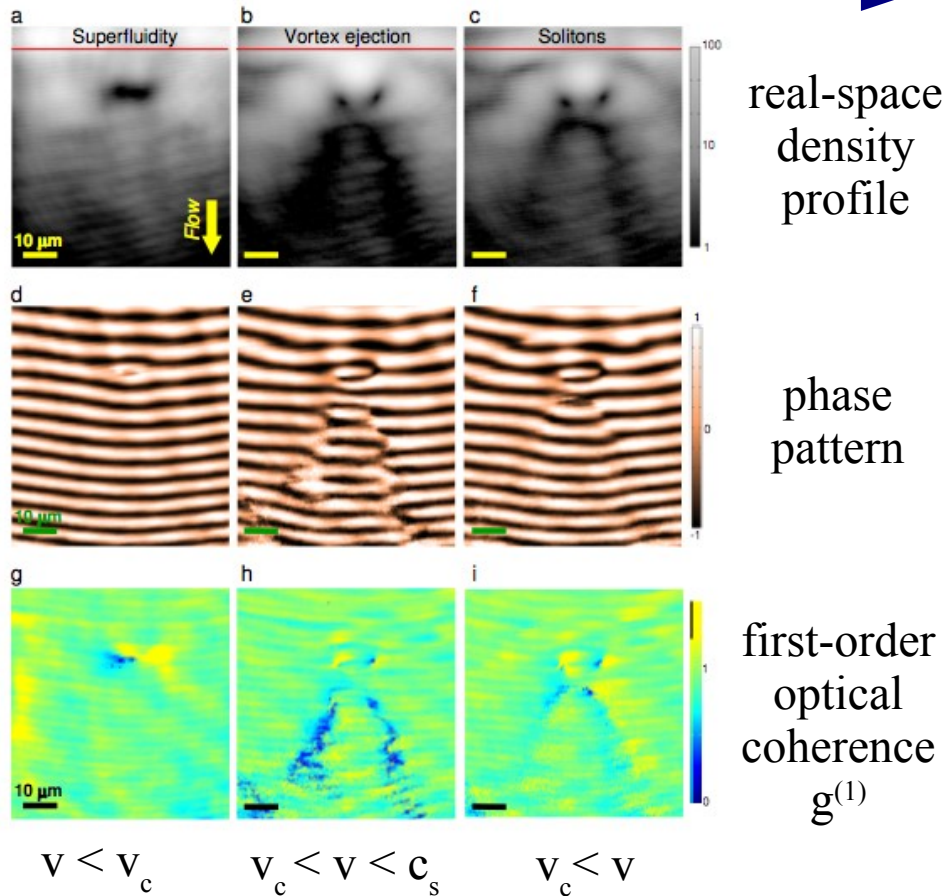 a b c
Superfluidity Vortex ejection Solitons
Flow
10 µm
100
10
1
real-space
density
profile
d e f
10 µm
1
0
-1
phase
pattern
g h i
10 µm
1
0
first-order
optical
coherence
g(1)
v < vc vc < v < cs vc < v